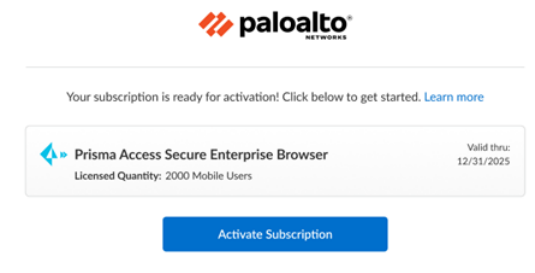 paloalto®
NETWORKS
Your subscription is ready for activation! Click below to get started. Learn more
Prisma Access Secure Enterprise Browser
Licensed Quantity: 2000 Mobile Users
Valid thru:
12/31/2025
Activate Subscription